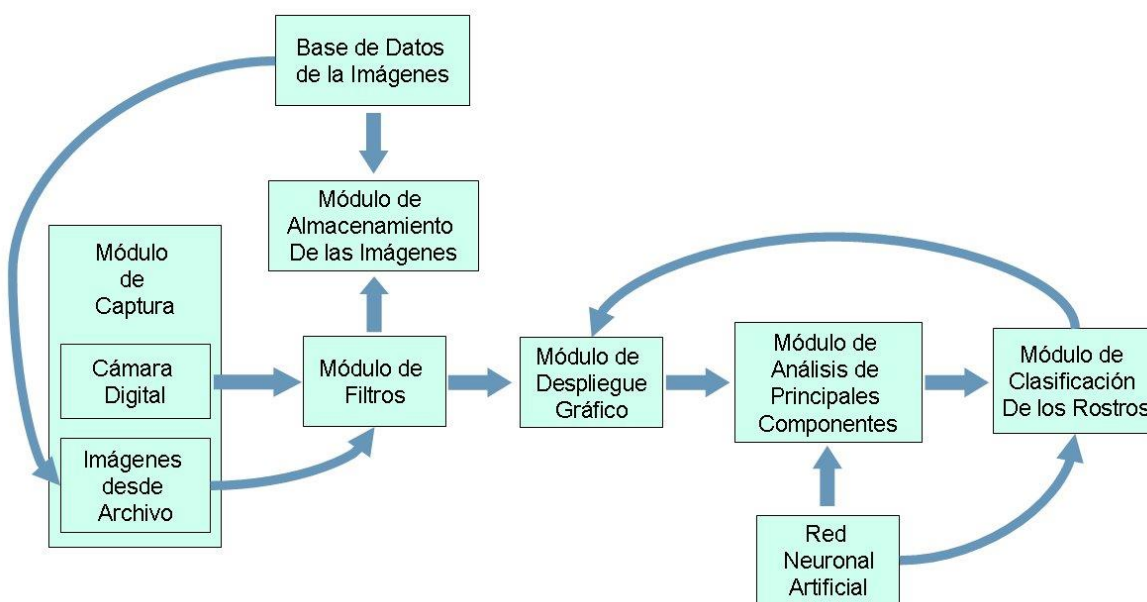 Base de Datos
de la Imágenes
Módulo de
Almacenamiento
De las Imágenes
Módulo
de
Captura
Cámara
Digital
Imágenes
desde
Archivo
Módulo de
Filtros
Módulo de
Despliegue
Gráfico
Módulo de
Análisis de
Principales
Componentes
Módulo de
Clasificación
De los Rostros
Red
Neuronal
Artificial